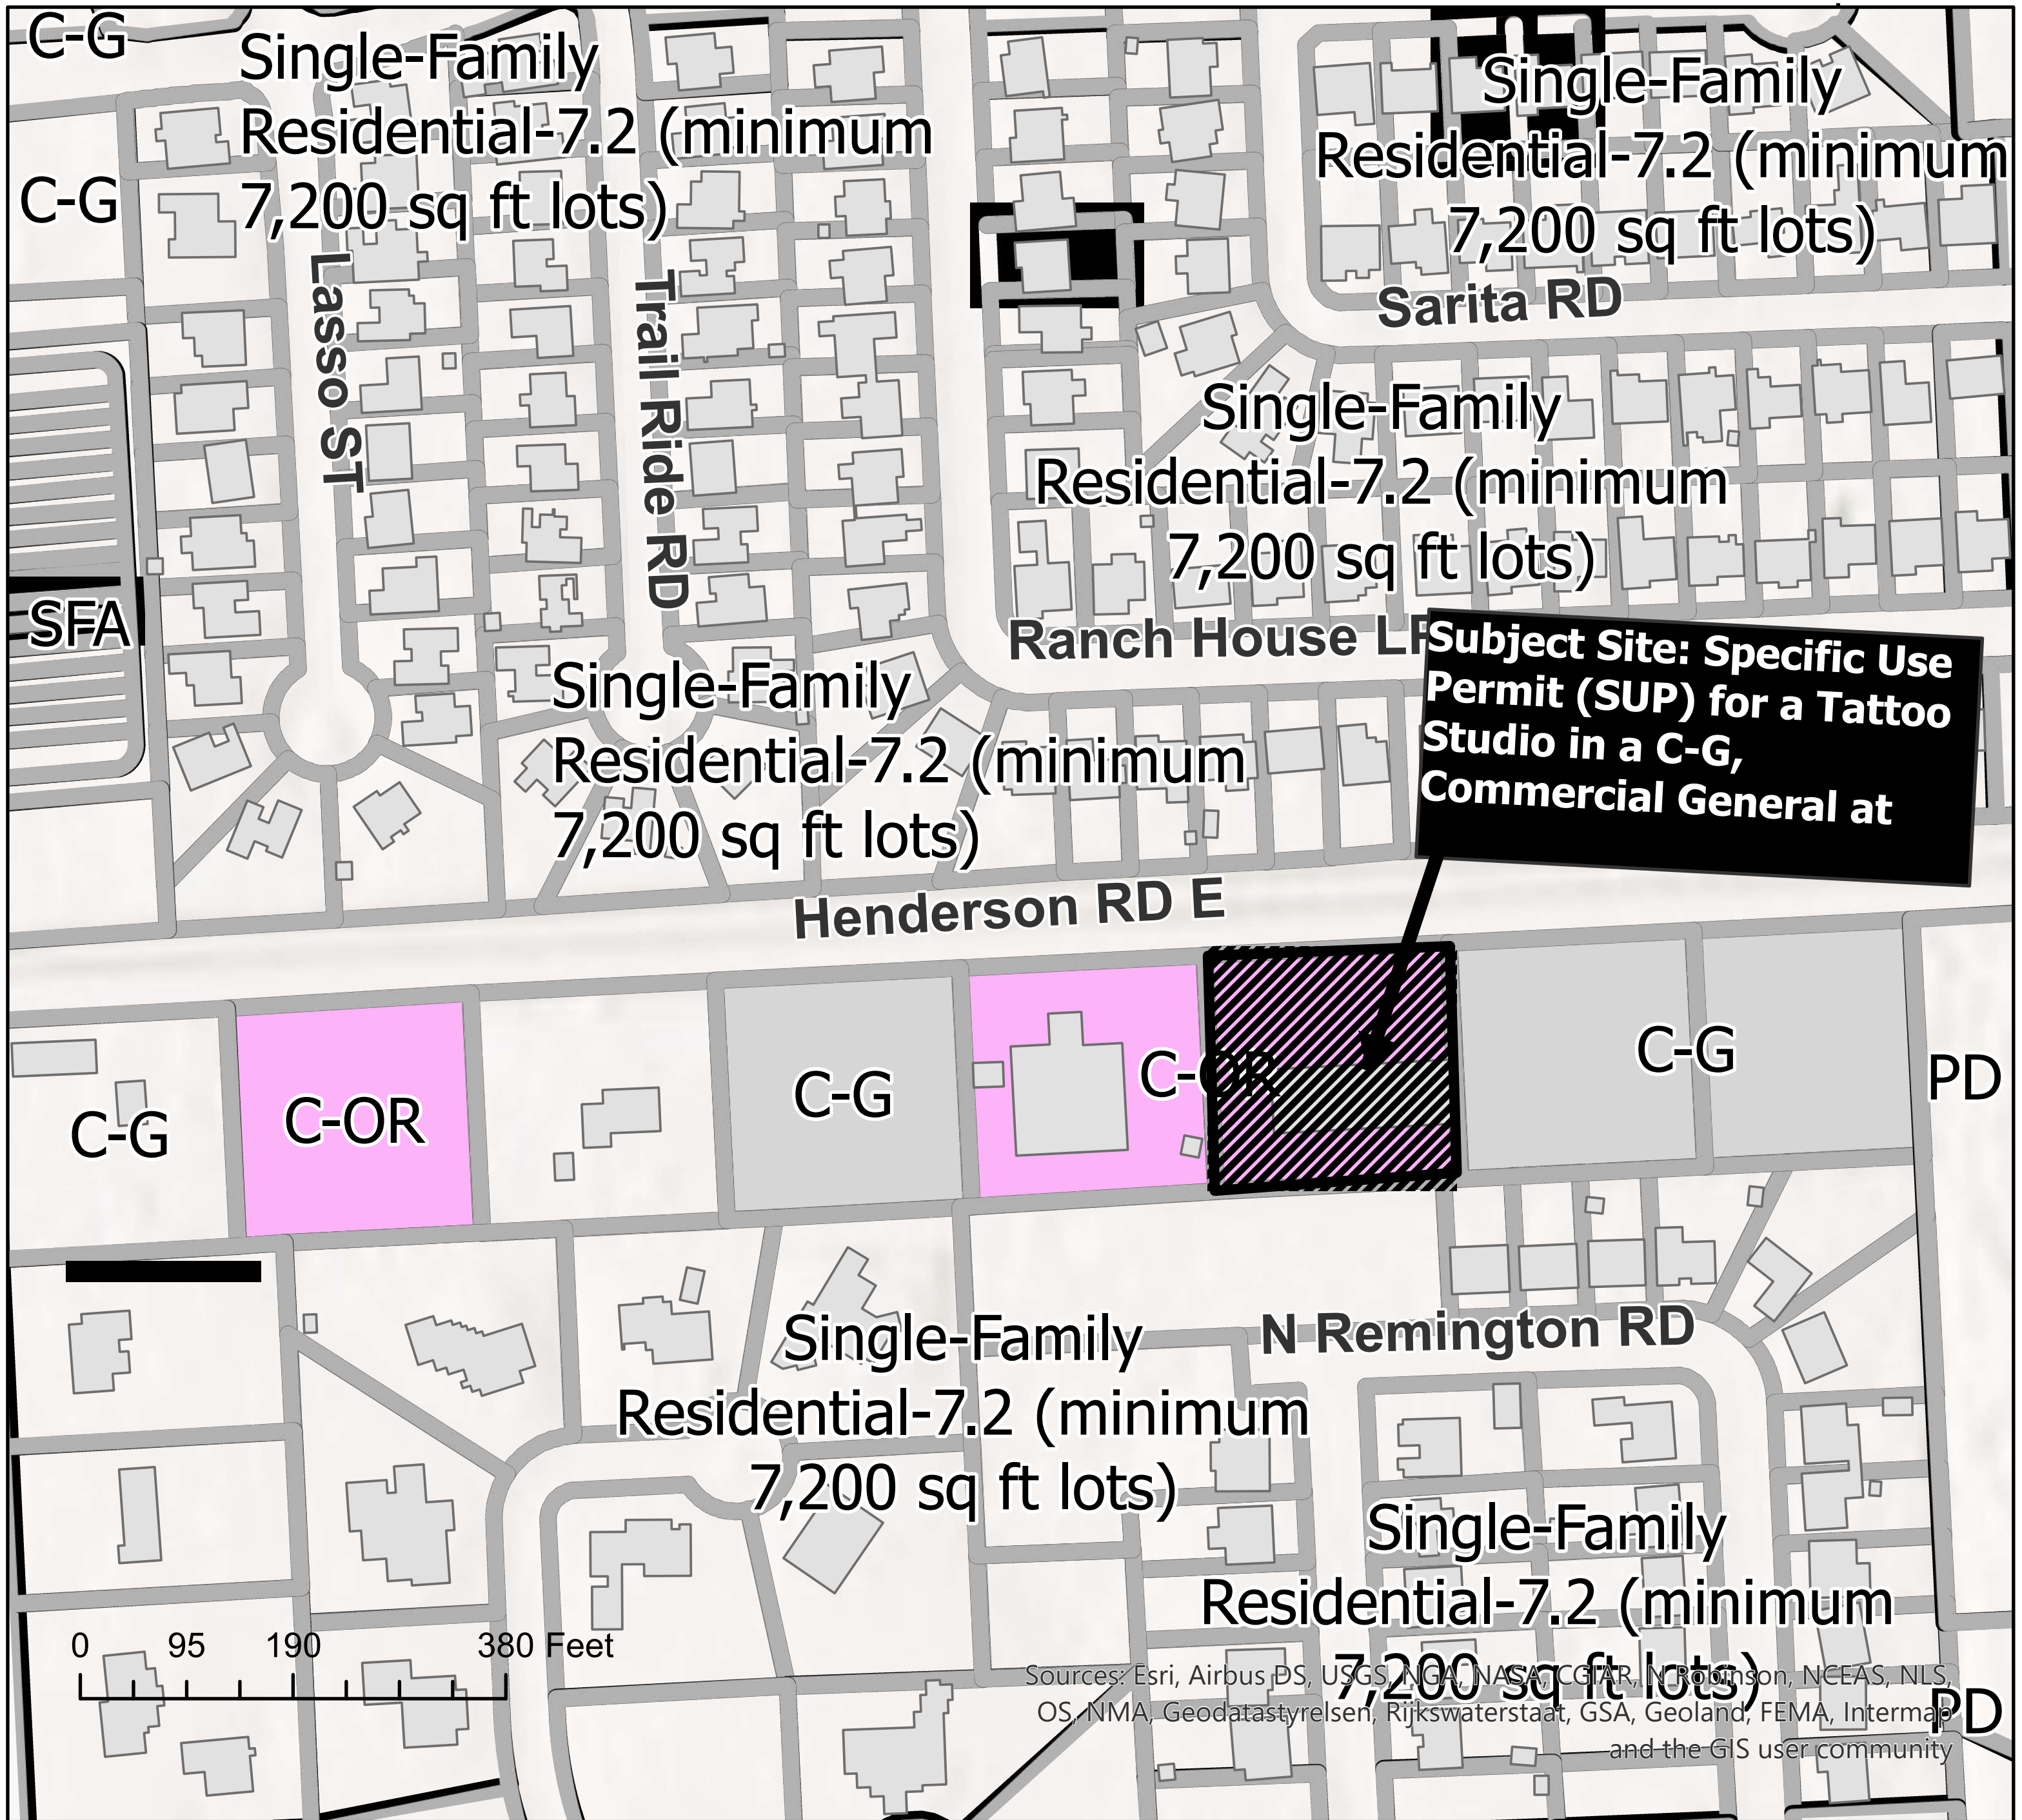 C-G
Single-Family
Residential-7.2 (minimum
7,200 sq ft lots)
Single-Family
Residential-7.2 (minimum
7,200 sq ft lots)
C-G
Lasso ST
Trail Ride RD
Sarita RD
Single-Family
Residential-7.2 (minimum
7,200 sq ft lots)
SFA
Ranch House
Subject Site: Specific Use
Permit (SUP) for a Tattoo
Studio in a C-G,
Commercial General at
Single-Family
Residential-7.2 (minimum
7,200 sq ft lots)
Henderson RD E
C-G
C-OR
C-G
C-OR
C-G
PD
Single-Family
Residential-7.2 (minimum
7,200 sq ft lots)
N Remington RD
Single-Family
Residential-7.2 (minimum
7,200 sq ft lots)
0 95 190 380 Feet
Sources: Esri, Airbus DS, USGS, NGA, NASA, CGIAR, N Robinson, NCEAS, NLS,
OS, NMA, Geodatastyrelsen, Rijkswaterstaat, GSA, Geoland, FEMA, Intermap
and the GIS user community
PD